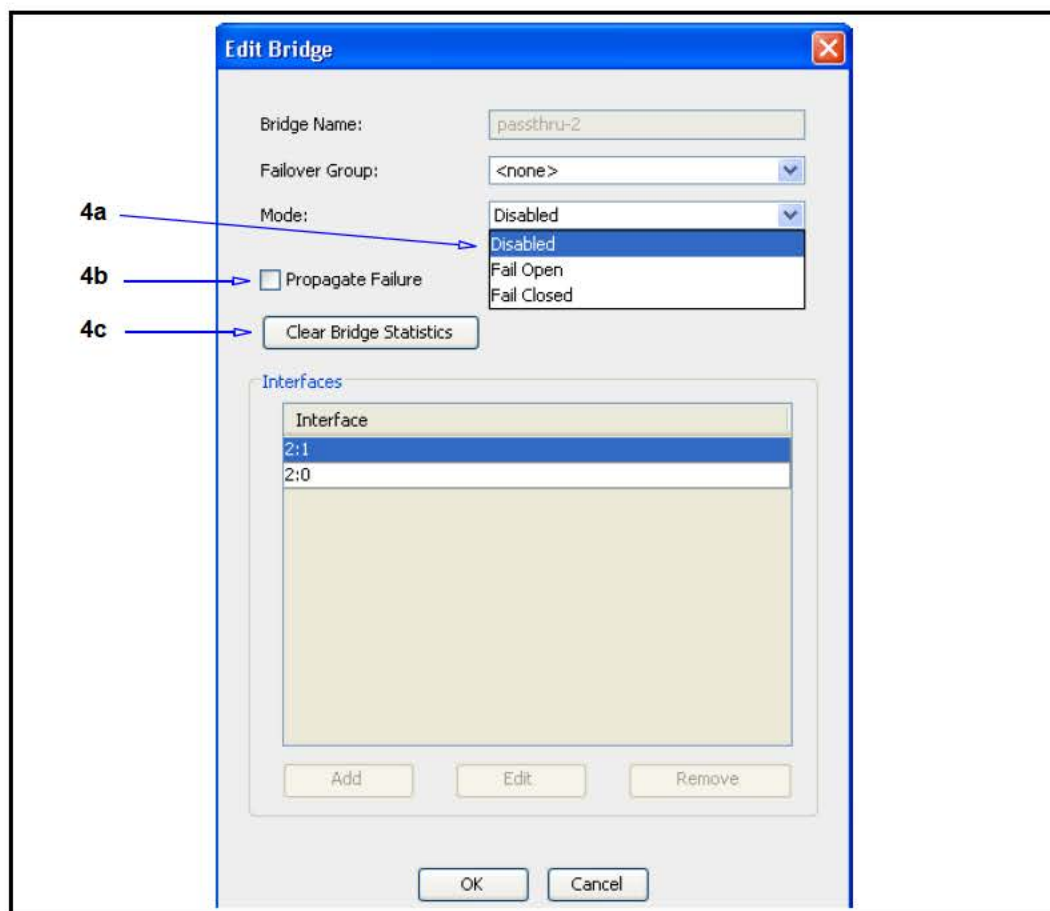 Edit Bridge
Bridge Name: passthru-2
Failover Group: <none>
4a Mode: Disabled
Disabled
Fail Open
4b Propagate Failure
Fail Closed
4c Clear Bridge Statistics
Interfaces
Interface
2:1
2:0
Add Edit Remove
OK Cancel